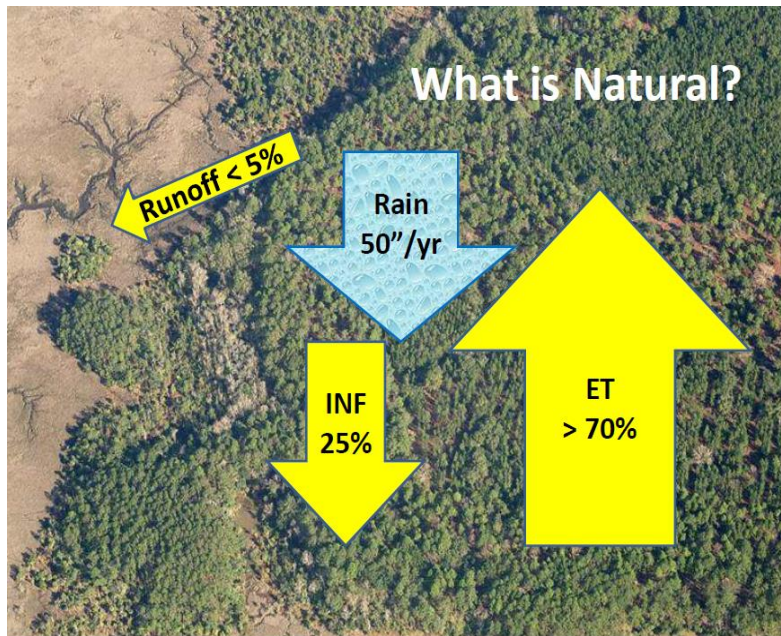 What is Natural?
Runoff < 5%
Rain
50”/yr
INF
25%
ET
> 70%